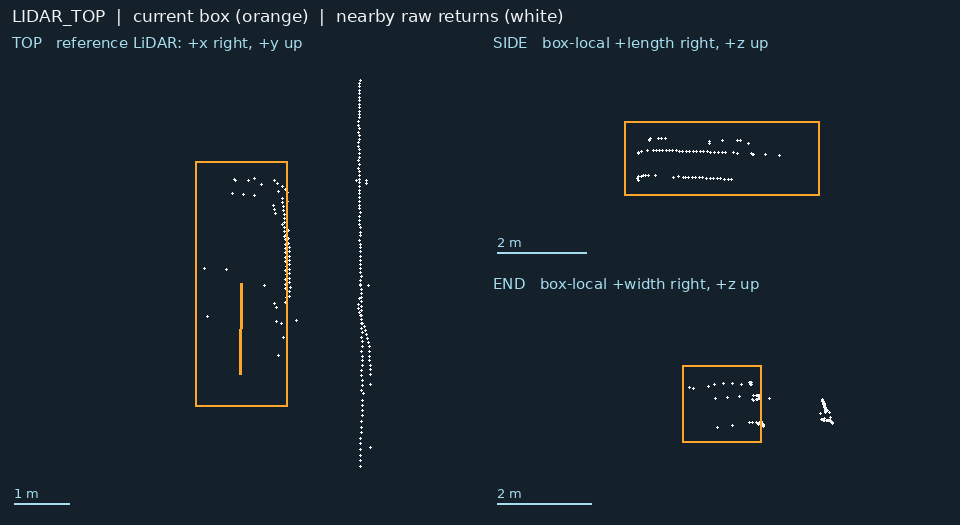 LIDAR_TOP | current box (orange) | nearby raw returns (white)
TOP reference LiDAR: +x right, +y up
SIDE box-local +length right, +z up
2 m
END box-local +width right, +z up
1 m
2 m